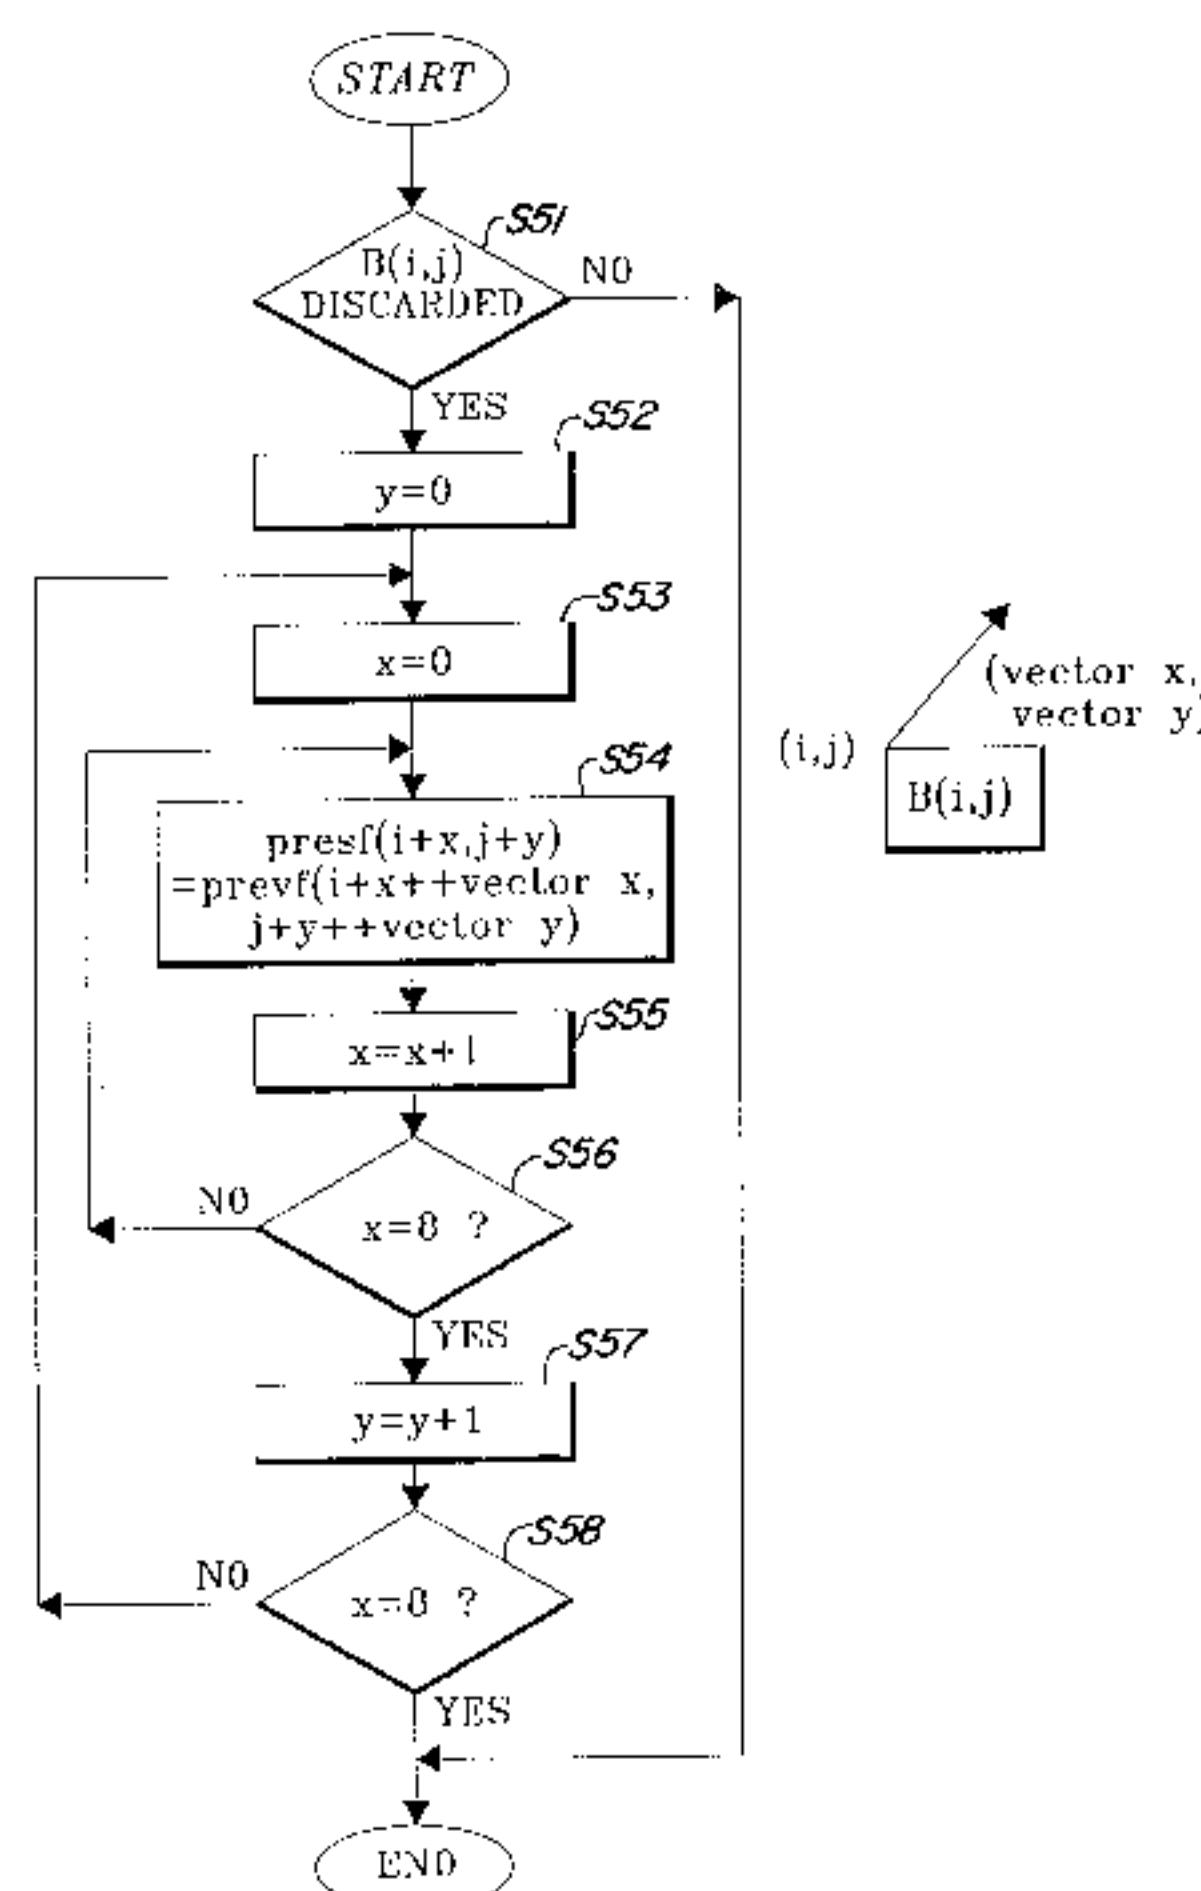 START
S51
B(i,j)
DISCARDED
NO
YES
S52
y=0
S53
x=0
(vector x,
vector y)
(i,j)
B(i,j)
S54
presf(i+x,j+y)
=prevf(i+x++vector x,
j+y++vector y)
S55
x=x+1
S56
NO
x=8 ?
YES
S57
y=y+1
S58
NO
x=8 ?
YES
END